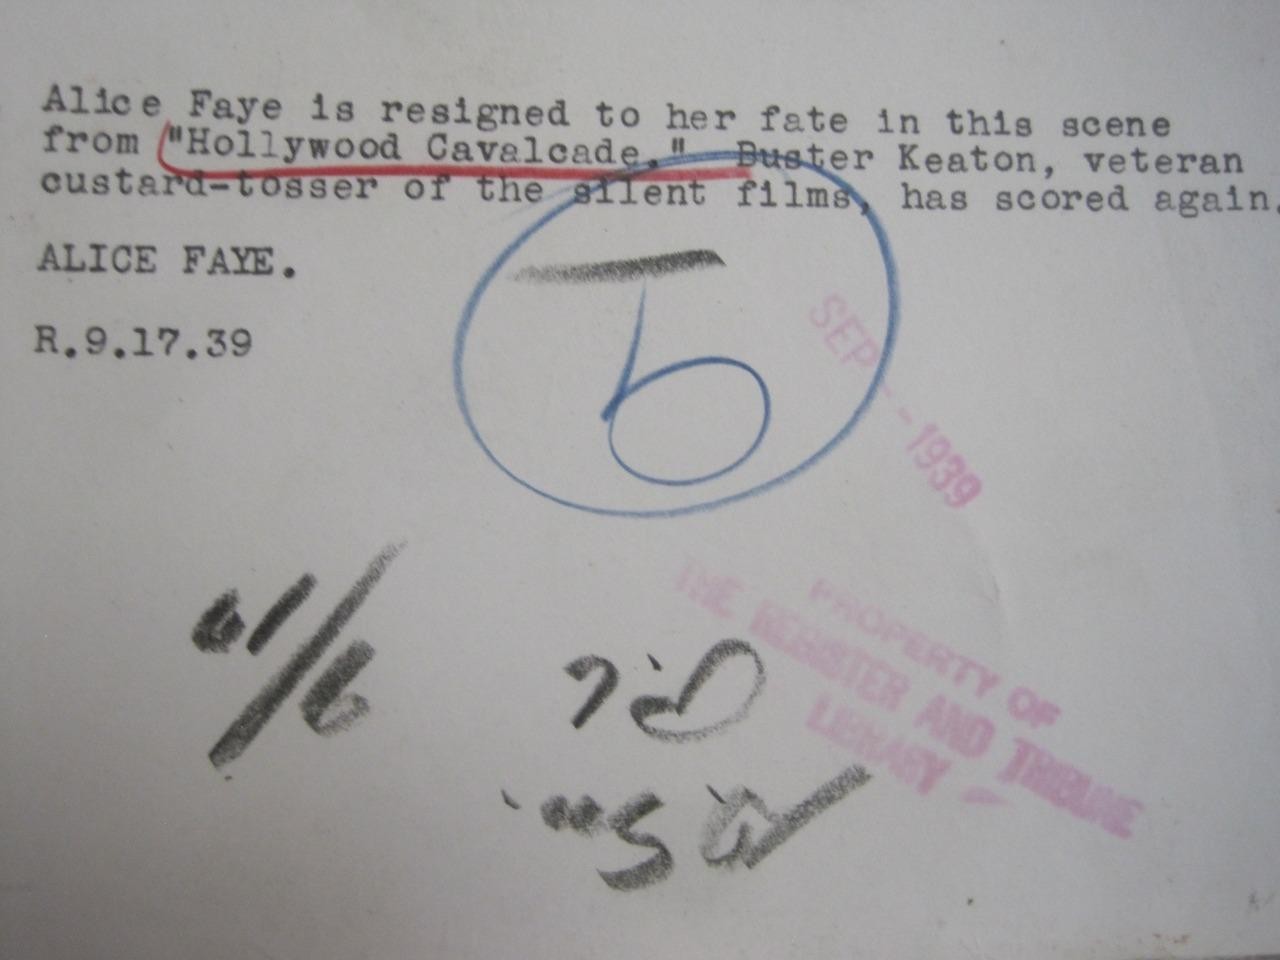 Alice Faye is resigned to her fate in this scene
from "Hollywood Cavalcade." Buster Keaton, veteran
custard-tosser of the silent films, has scored again.
ALICE FAYE.
R.9.17.39
6
SEP -- 1939
PROPERTY OF
THE REGISTER AND TRIBUNE
LIBRARY